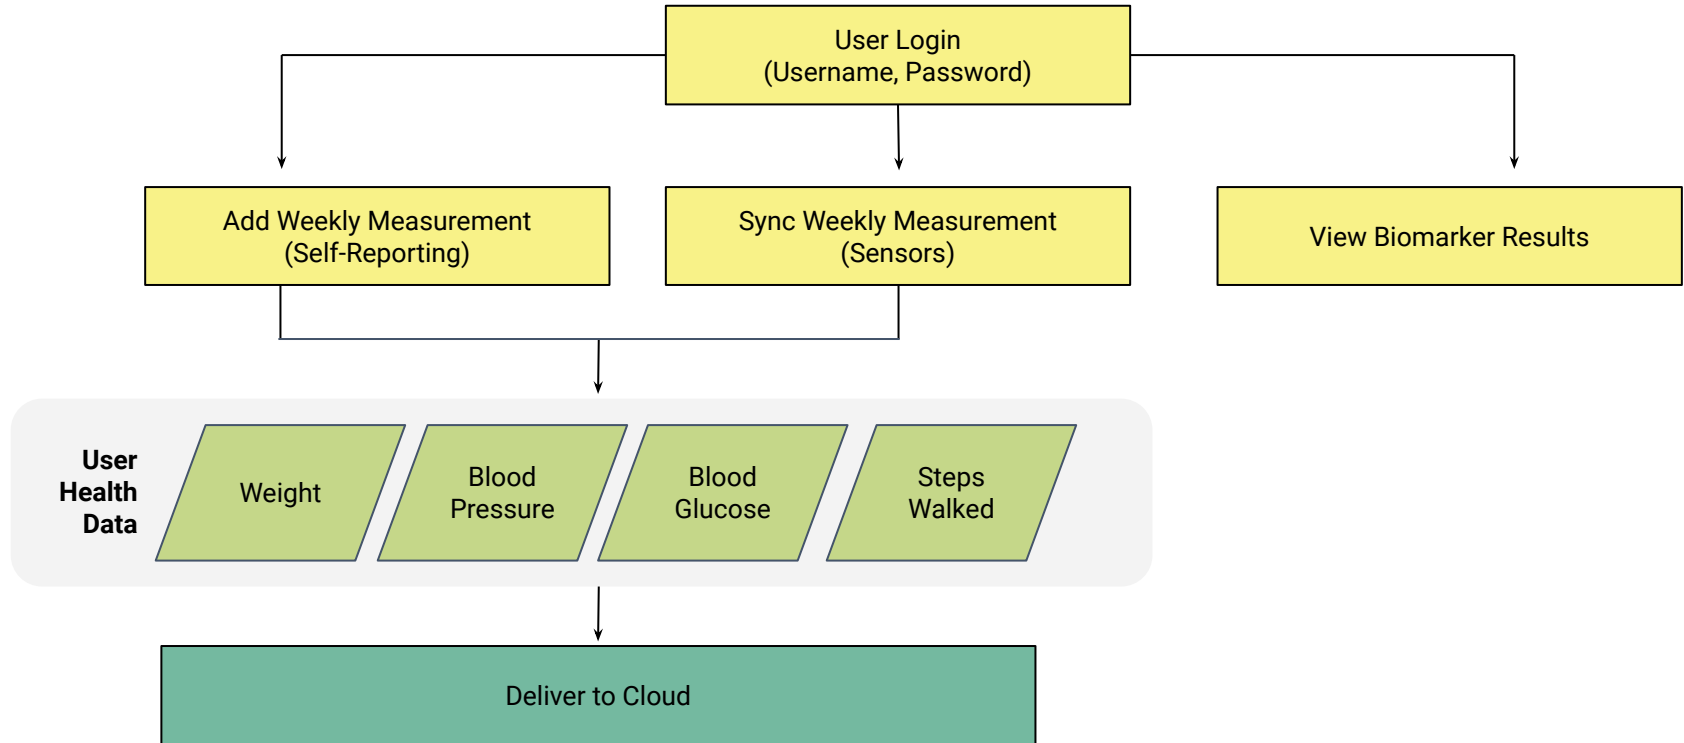 User Login
(Username, Password)
Add Weekly Measurement
(Self-Reporting)
Sync Weekly Measurement
(Sensors)
View Biomarker Results
User
Health
Data
Weight
Blood
Pressure
Blood
Glucose
Steps
Walked
Deliver to Cloud